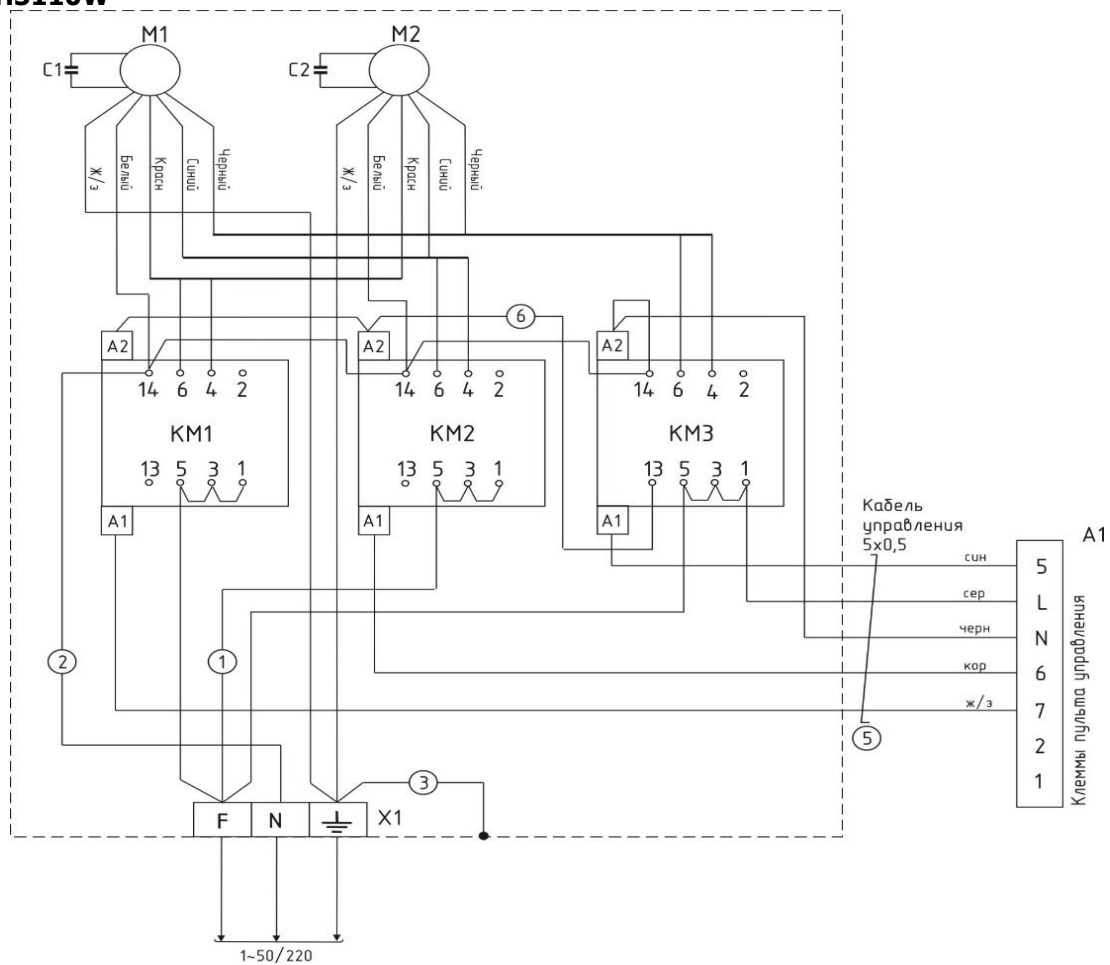 M1
M2
C1
C2
Ж/з
Белый
Красн
Синий
Черный
Ж/з
Белый
Красн
Синий
Черный
6
A2
A2
A2
14 6 4 2
14 6 4 2
14 6 4 2
КМ1
КМ2
КМ3
13 5 3 1
13 5 3 1
13 5 3 1
A1
A1
A1
Кабель
управления
5х0,5
A1
син
5
сер
L
черн
N
кор
6
ж/з
7
2
1
Клеммы пульта управления
2
1
5
3
F N X1
1~50/220